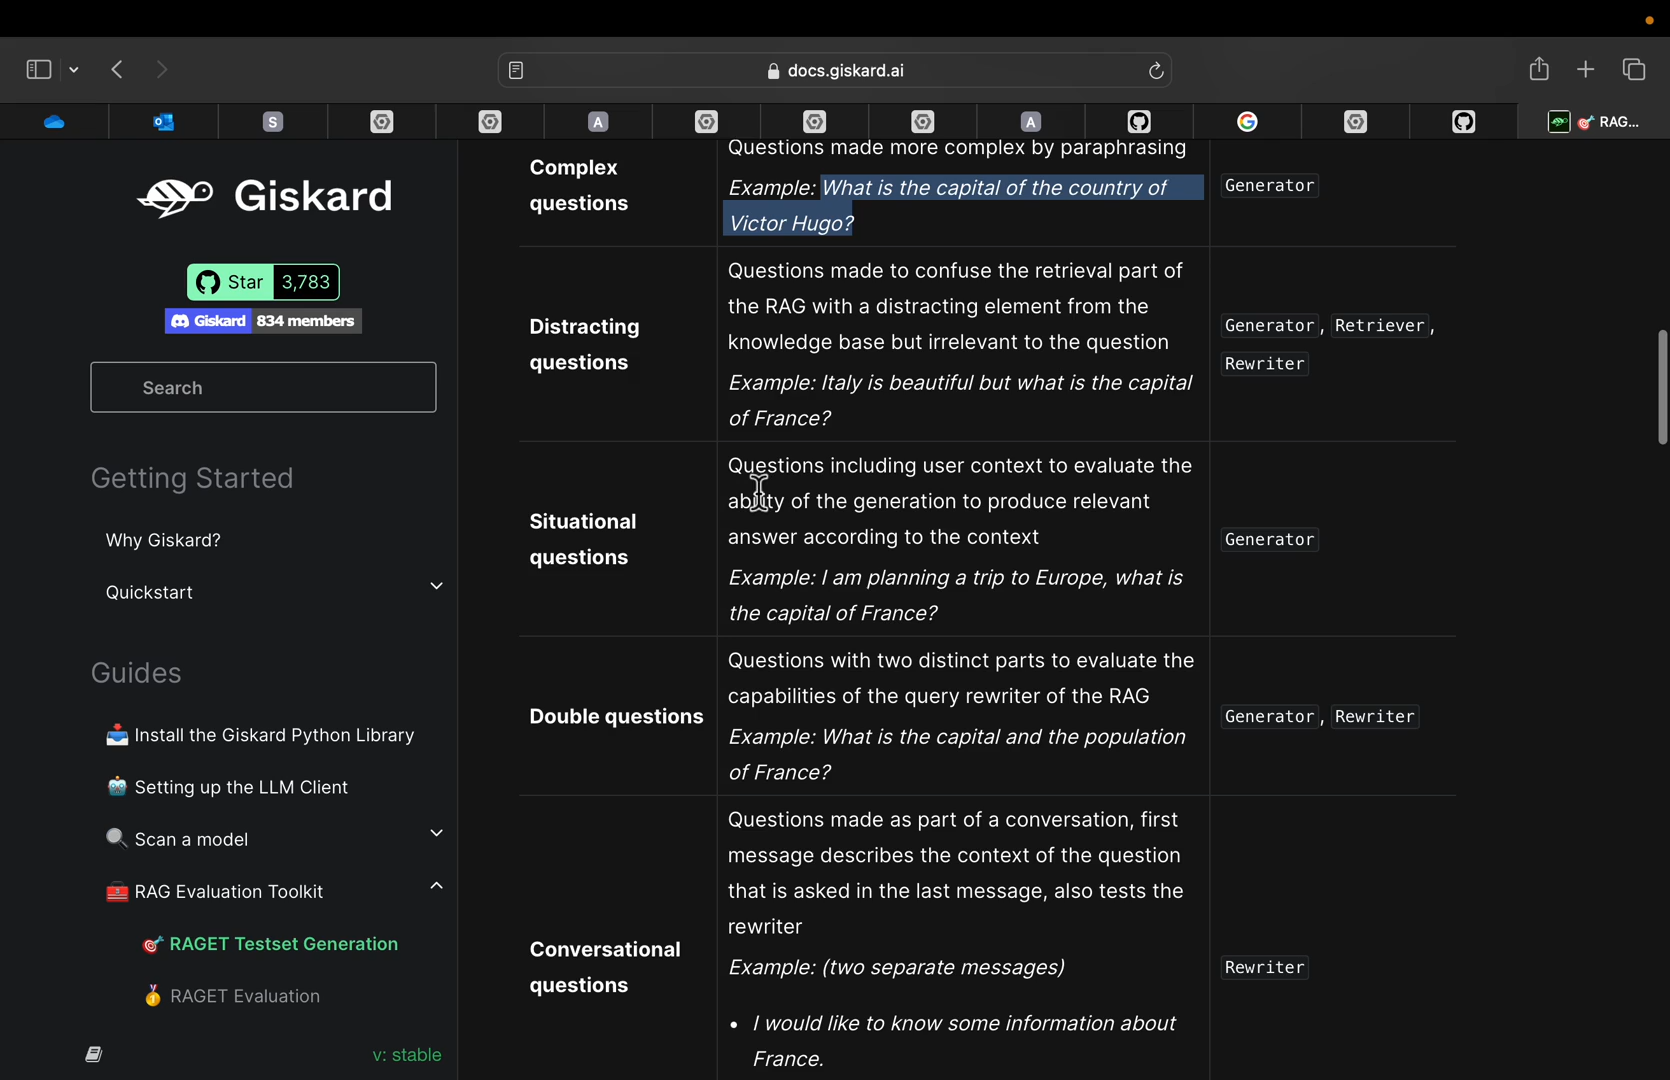 docs.giskard.ai
S
A
A
RAG...
Giskard
Star 3,783
Giskard 834 members
Search
Getting Started
Why Giskard?
Quickstart
Guides
Install the Giskard Python Library
Setting up the LLM Client
Scan a model
RAG Evaluation Toolkit
RAGET Testset Generation
RAGET Evaluation
v: stable
Complex
questions
Questions made more complex by paraphrasing
Example: What is the capital of the country of
Victor Hugo?
Generator
Distracting
questions
Questions made to confuse the retrieval part of
the RAG with a distracting element from the
knowledge base but irrelevant to the question
Example: Italy is beautiful but what is the capital
of France?
Generator, Retriever,
Rewriter
Situational
questions
Questions including user context to evaluate the
ability of the generation to produce relevant
answer according to the context
Example: I am planning a trip to Europe, what is
the capital of France?
Generator
Double questions
Questions with two distinct parts to evaluate the
capabilities of the query rewriter of the RAG
Example: What is the capital and the population
of France?
Generator, Rewriter
Conversational
questions
Questions made as part of a conversation, first
message describes the context of the question
that is asked in the last message, also tests the
rewriter
Example: (two separate messages)
• I would like to know some information about
France.
Rewriter